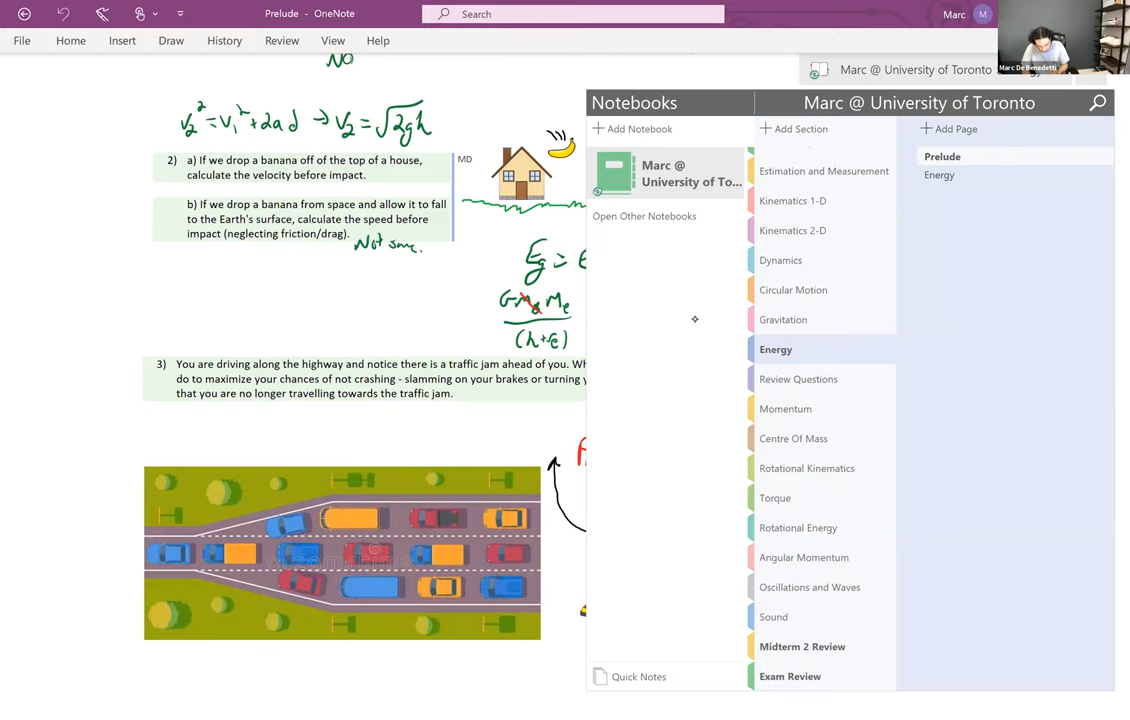 Prelude - OneNote
Search
Marc
M
File Home Insert Draw History Review View Help
Marc De Benedetti
NO
Marc @ University of Toronto
v₂² = v₁² + 2ad → v₂ = √2gh
2) a) If we drop a banana off of the top of a house,
calculate the velocity before impact.
MD
b) If we drop a banana from space and allow it to fall
to the Earth's surface, calculate the speed before
impact (neglecting friction/drag).
Not same.
Eg =
3) You are driving along the highway and notice there is a traffic jam ahead of you.
do to maximize your chances of not crashing - slamming on your brakes or turning
that you are no longer travelling towards the traffic jam.
Notebooks
Marc @ University of Toronto
Add Notebook
Add Section
Add Page
Marc @
University of To...
Open Other Notebooks
Estimation and Measurement
Kinematics 1-D
Kinematics 2-D
Dynamics
Circular Motion
Gravitation
Energy
Review Questions
Momentum
Centre Of Mass
Rotational Kinematics
Torque
Rotational Energy
Angular Momentum
Oscillations and Waves
Sound
Midterm 2 Review
Exam Review
Prelude
Energy
Quick Notes